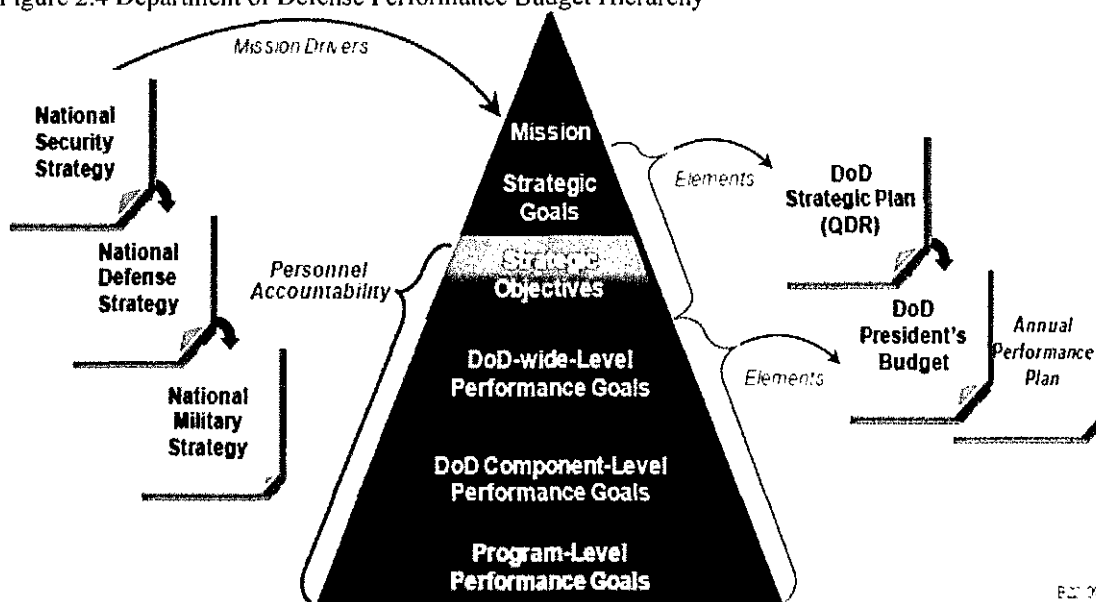 Figure 2.4 Department of Defense Performance Budget Hierarchy
Mission Drivers
National
Security
Strategy
National
Defense
Strategy
National
Military
Strategy
Personnel
Accountability
Mission
Strategic
Goals
Strategic
Objectives
DoD-wide-Level
Performance Goals
DoD Component-Level
Performance Goals
Program-Level
Performance Goals
Elements
DoD
Strategic Plan
(QDR)
Elements
DoD
President's
Budget
Annual
Performance
Plan